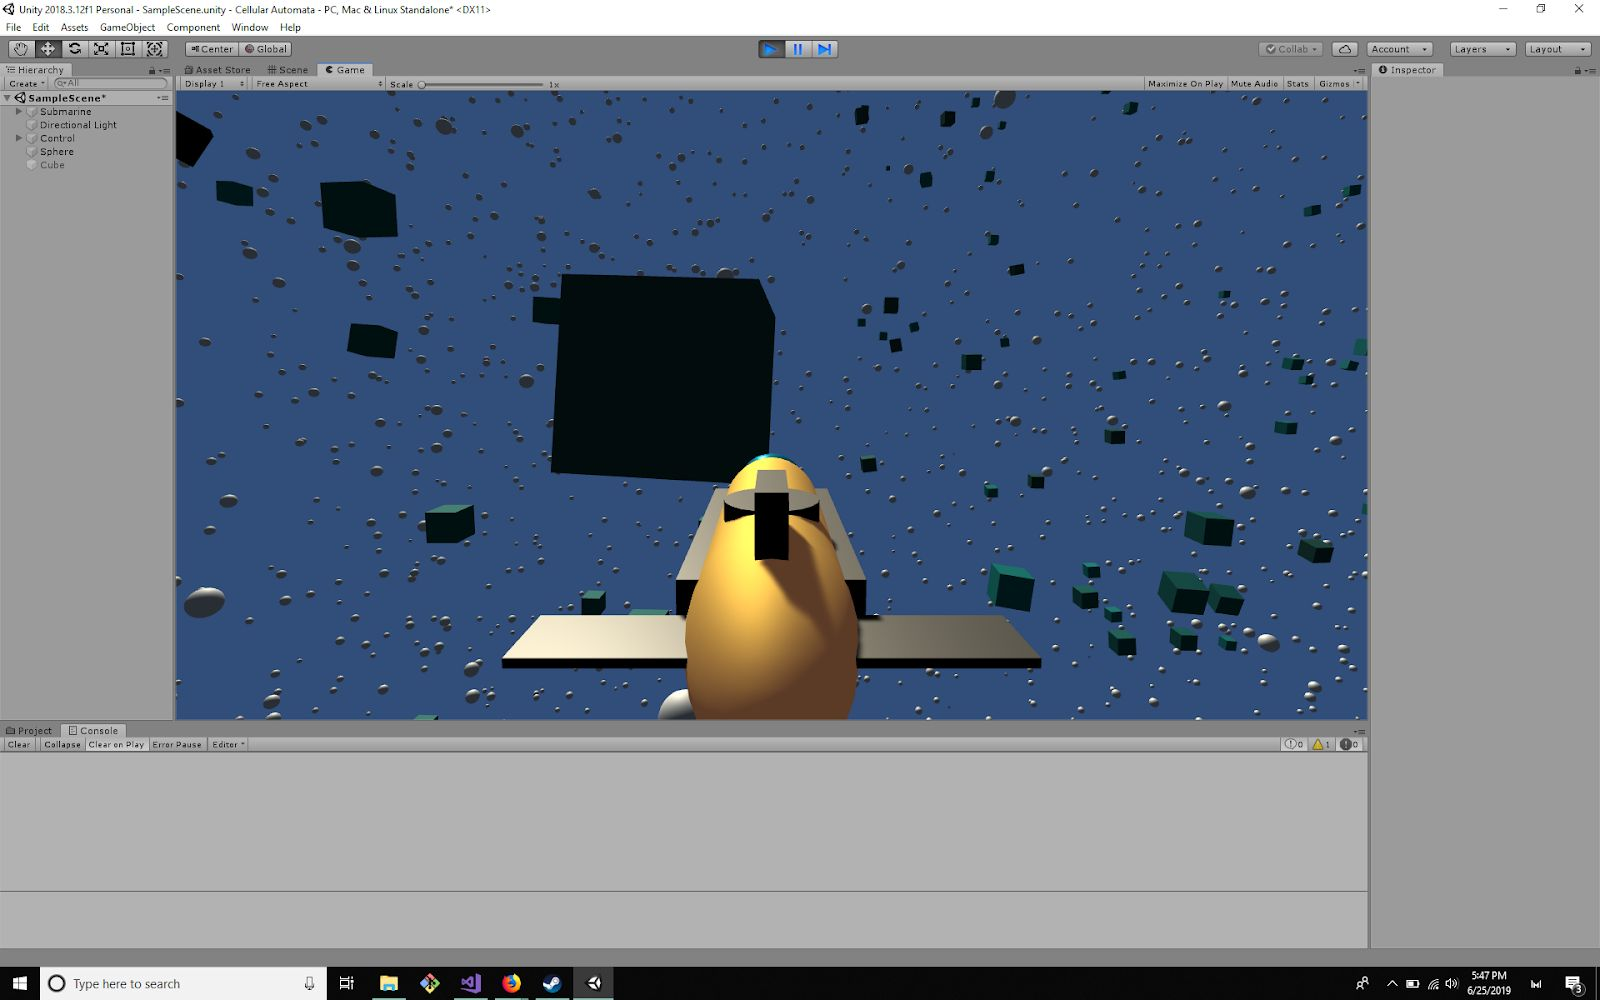 Unity 2018.3.12f1 Personal - SampleScene.unity - Cellular Automata - PC, Mac & Linux Standalone* <DX11>
File Edit Assets GameObject Component Window Help
Center Global Collab Account Layers Layout
Hierarchy Asset Store Scene Game Inspector
Create All Display 1 Free Aspect Scale 1x Maximize On Play Mute Audio Stats Gizmos
SampleScene*
Submarine
Directional Light
Control
Sphere
Cube
Project Console
Clear Collapse Clear on Play Error Pause Editor 0 1 0
Type here to search
5:47 PM
6/25/2019
3